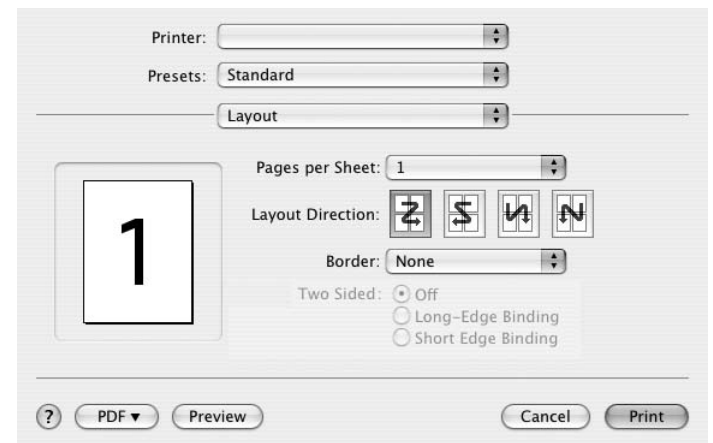 Printer:
Presets: Standard
Layout
Pages per Sheet: 1
1
Layout Direction:
Border: None
Two Sided: Off
Long-Edge Binding
Short Edge Binding
? PDF▼ Preview Cancel Print